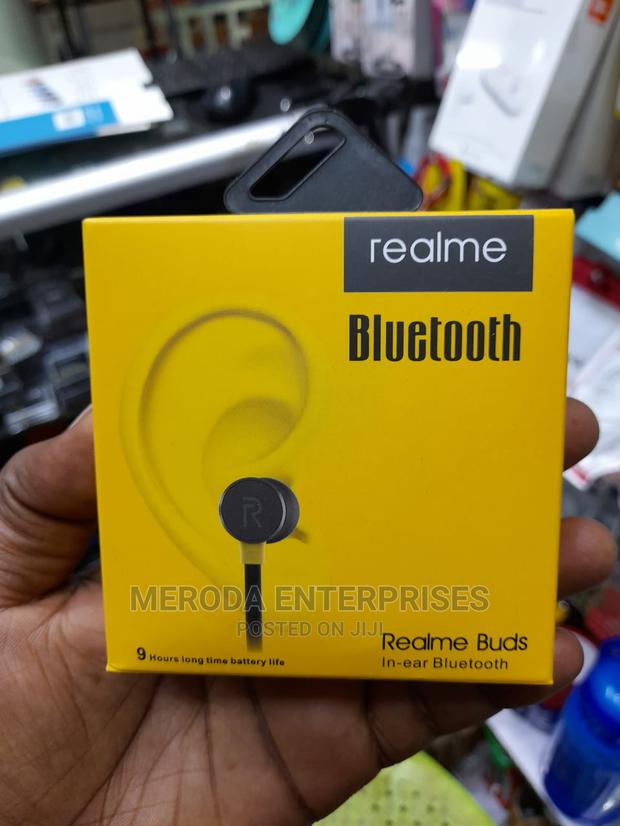 realme
Bluetooth
R
MERODA ENTERPRISES
POSTED ON JIJI
9 Hours long time battery life
Realme Buds
In-ear Bluetooth